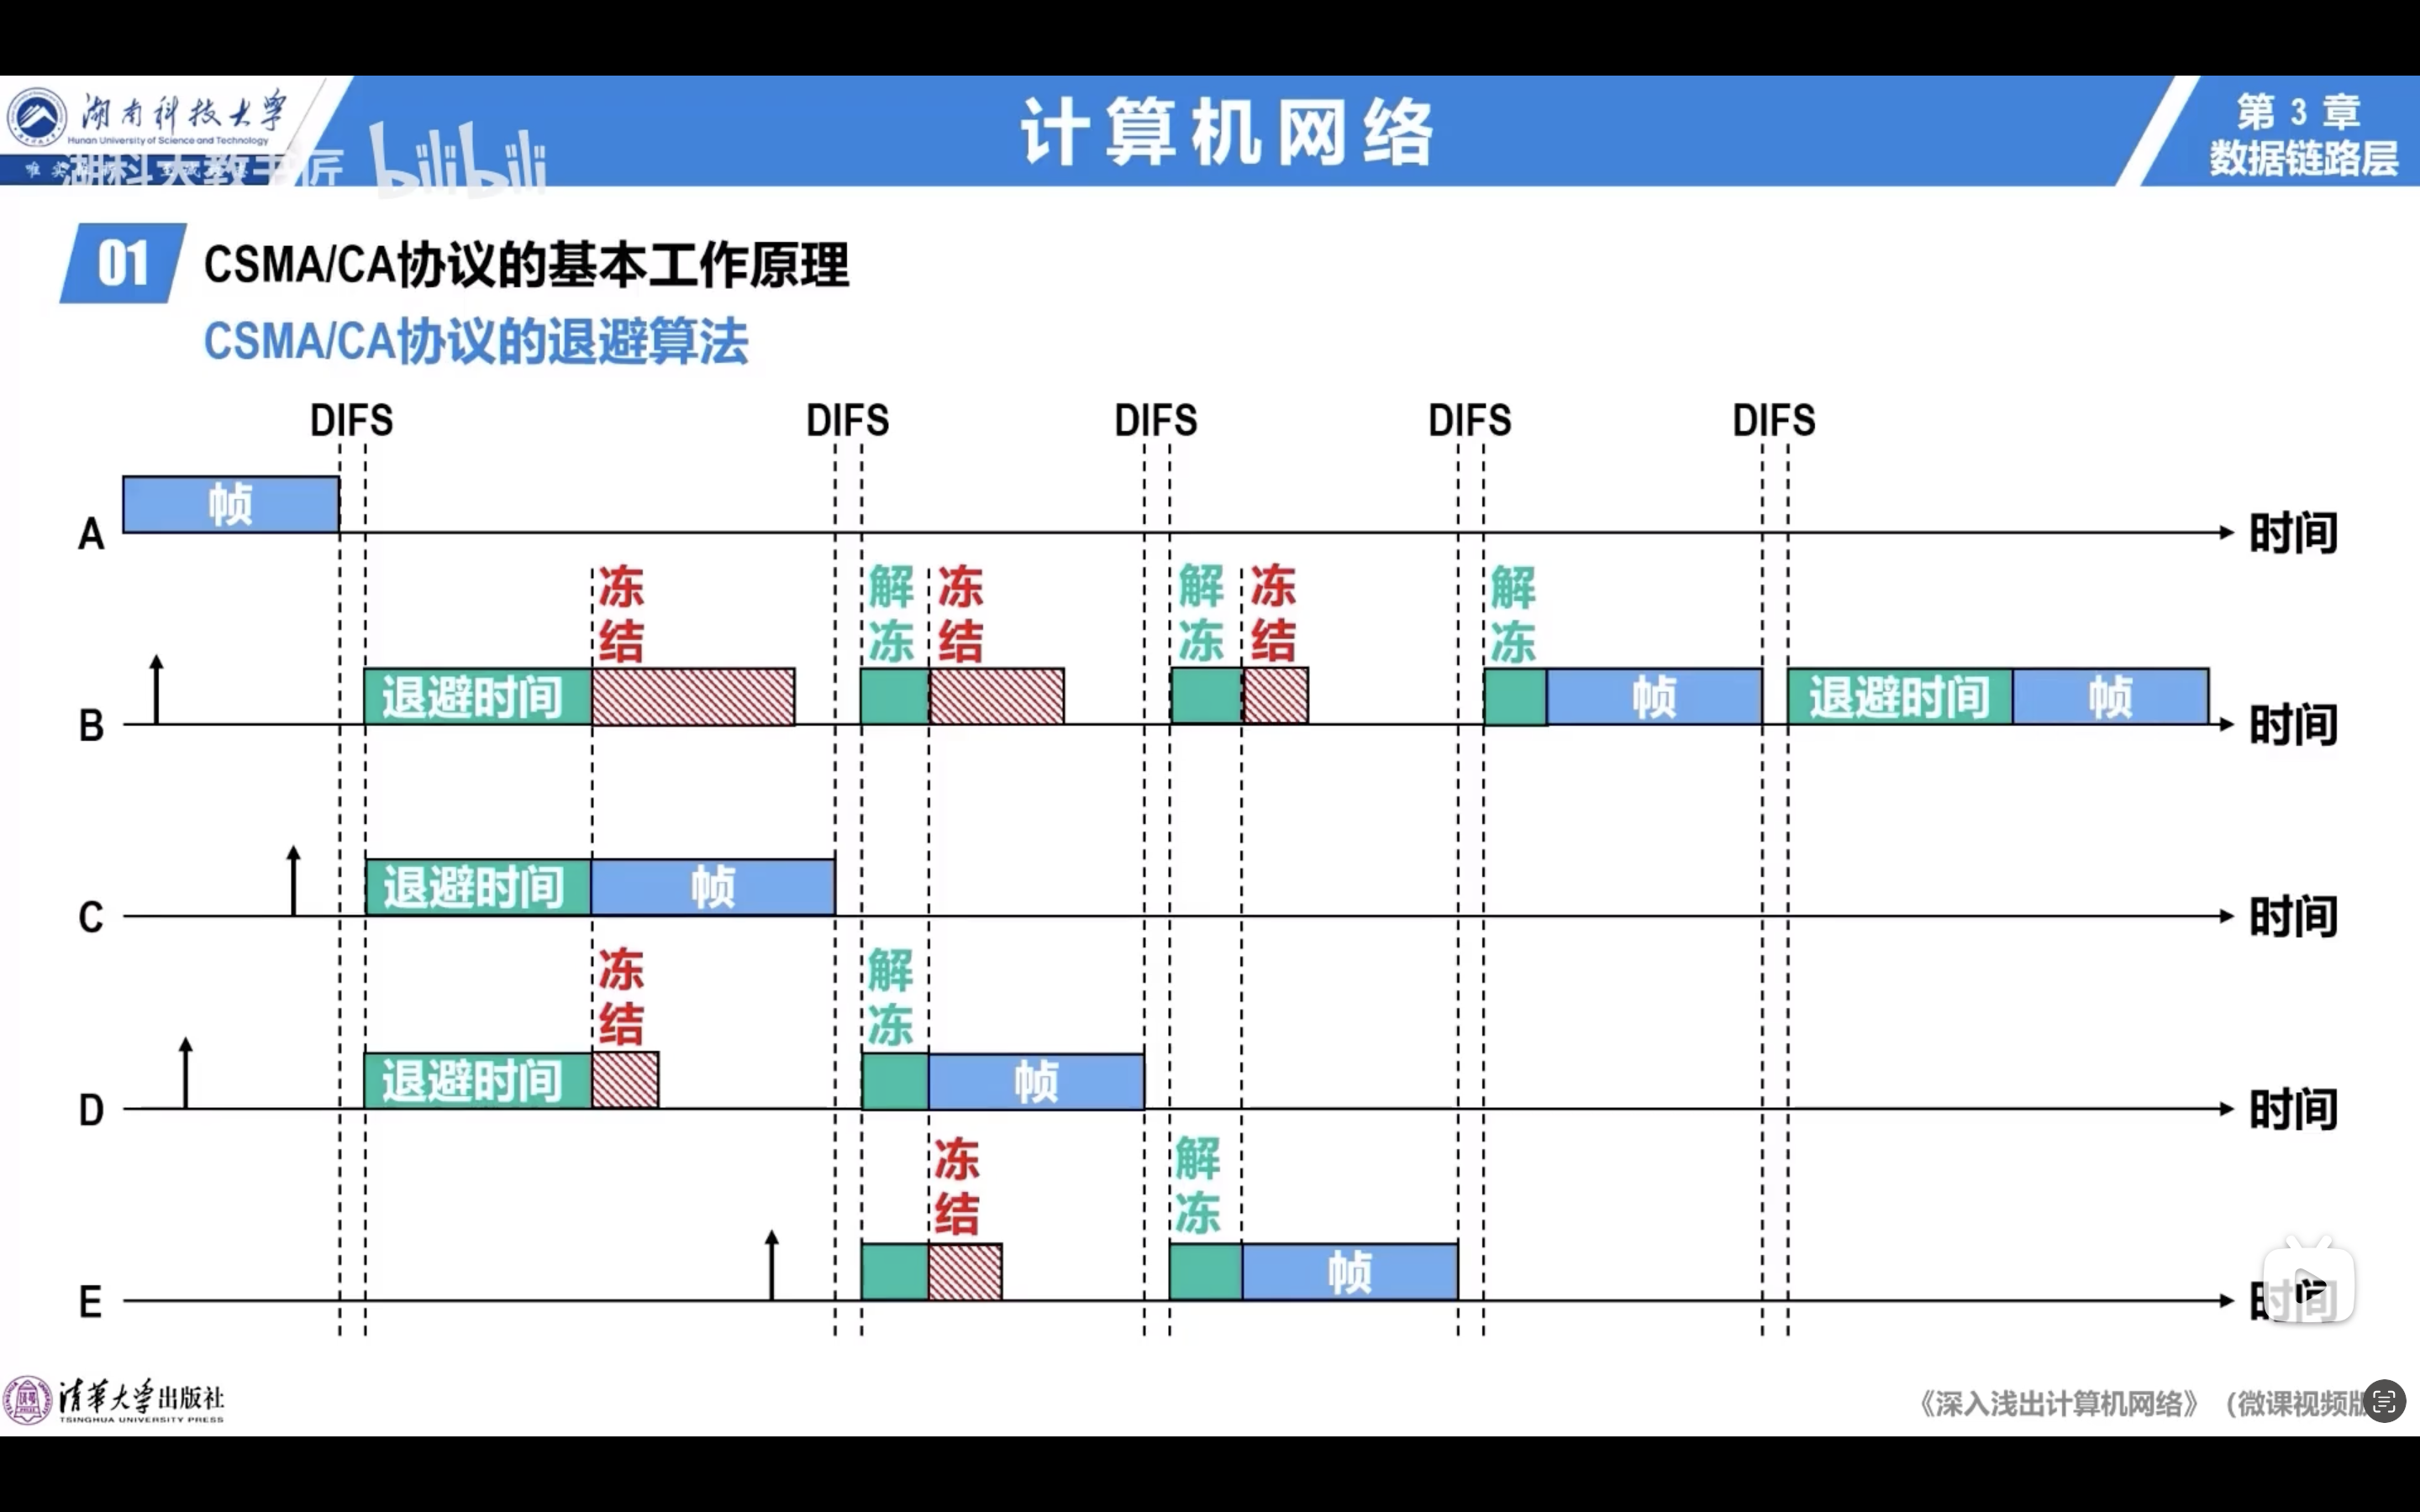 湖南科技大学
Hunan University of Science and Technology
湖科大教书匠 bilibili
计算机网络
第 3 章
数据链路层
01 CSMA/CA协议的基本工作原理
CSMA/CA协议的退避算法
DIFS DIFS DIFS DIFS DIFS
帧
A 时间
冻结 解冻 冻结 解冻 冻结 解冻
退避时间 帧 退避时间 帧
B 时间
退避时间 帧
C 时间
冻结 解冻
退避时间 帧
D 时间
冻结 解冻
帧
E 时间
清华大学出版社
TSINGHUA UNIVERSITY PRESS
《深入浅出计算机网络》（微课视频版